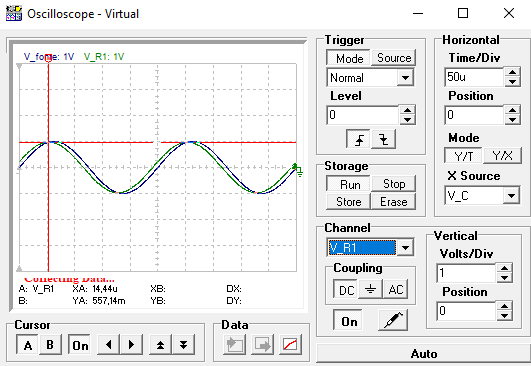 Oscilloscope - Virtual
V_forȷe: 1V V_R1: 1V
Collecting Data...
A: V_R1 XA: 14,44u XB: DX:
B: YA: 557,14m YB: DY:
Cursor
A B On
Data
Trigger
Mode Source
Normal
Level
0
Storage
Run Stop
Store Erase
Channel
V_R1
Coupling
DC AC
On
Horizontal
Time/Div
50u
Position
0
Mode
Y/T Y/X
X Source
V_C
Vertical
Volts/Div
1
Position
0
Auto